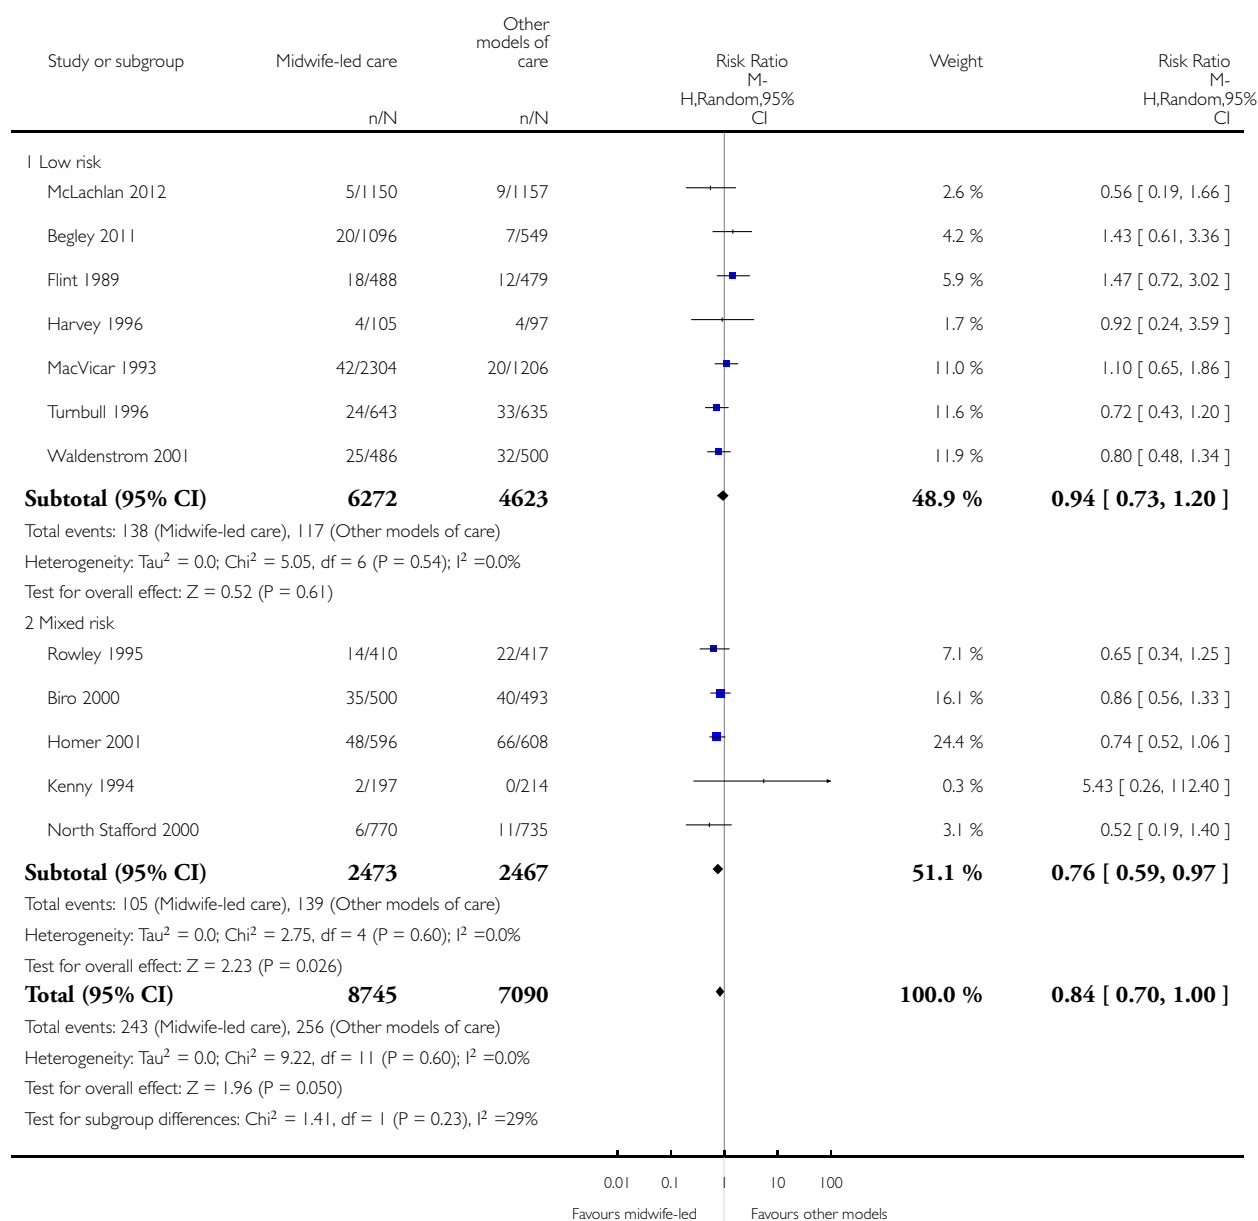 Study or subgroup Midwife-led care Other models of care Risk Ratio Weight Risk Ratio
n/N n/N M-H,Random,95% CI M-H,Random,95% CI
1 Low risk
McLachlan 2012 5/1150 9/1157 2.6 % 0.56 [ 0.19, 1.66 ]
Begley 2011 20/1096 7/549 4.2 % 1.43 [ 0.61, 3.36 ]
Flint 1989 18/488 12/479 5.9 % 1.47 [ 0.72, 3.02 ]
Harvey 1996 4/105 4/97 1.7 % 0.92 [ 0.24, 3.59 ]
MacVicar 1993 42/2304 20/1206 11.0 % 1.10 [ 0.65, 1.86 ]
Turnbull 1996 24/643 33/635 11.6 % 0.72 [ 0.43, 1.20 ]
Waldenstrom 2001 25/486 32/500 11.9 % 0.80 [ 0.48, 1.34 ]
Subtotal (95% CI) 6272 4623 48.9 % 0.94 [ 0.73, 1.20 ]
Total events: 138 (Midwife-led care), 117 (Other models of care)
Heterogeneity: Tau² = 0.0; Chi² = 5.05, df = 6 (P = 0.54); I² =0.0%
Test for overall effect: Z = 0.52 (P = 0.61)
2 Mixed risk
Rowley 1995 14/410 22/417 7.1 % 0.65 [ 0.34, 1.25 ]
Biro 2000 35/500 40/493 16.1 % 0.86 [ 0.56, 1.33 ]
Homer 2001 48/596 66/608 24.4 % 0.74 [ 0.52, 1.06 ]
Kenny 1994 2/197 0/214 0.3 % 5.43 [ 0.26, 112.40 ]
North Stafford 2000 6/770 11/735 3.1 % 0.52 [ 0.19, 1.40 ]
Subtotal (95% CI) 2473 2467 51.1 % 0.76 [ 0.59, 0.97 ]
Total events: 105 (Midwife-led care), 139 (Other models of care)
Heterogeneity: Tau² = 0.0; Chi² = 2.75, df = 4 (P = 0.60); I² =0.0%
Test for overall effect: Z = 2.23 (P = 0.026)
Total (95% CI) 8745 7090 100.0 % 0.84 [ 0.70, 1.00 ]
Total events: 243 (Midwife-led care), 256 (Other models of care)
Heterogeneity: Tau² = 0.0; Chi² = 9.22, df = 11 (P = 0.60); I² =0.0%
Test for overall effect: Z = 1.96 (P = 0.050)
Test for subgroup differences: Chi² = 1.41, df = 1 (P = 0.23), I² =29%
0.01 0.1 1 10 100
Favours midwife-led Favours other models